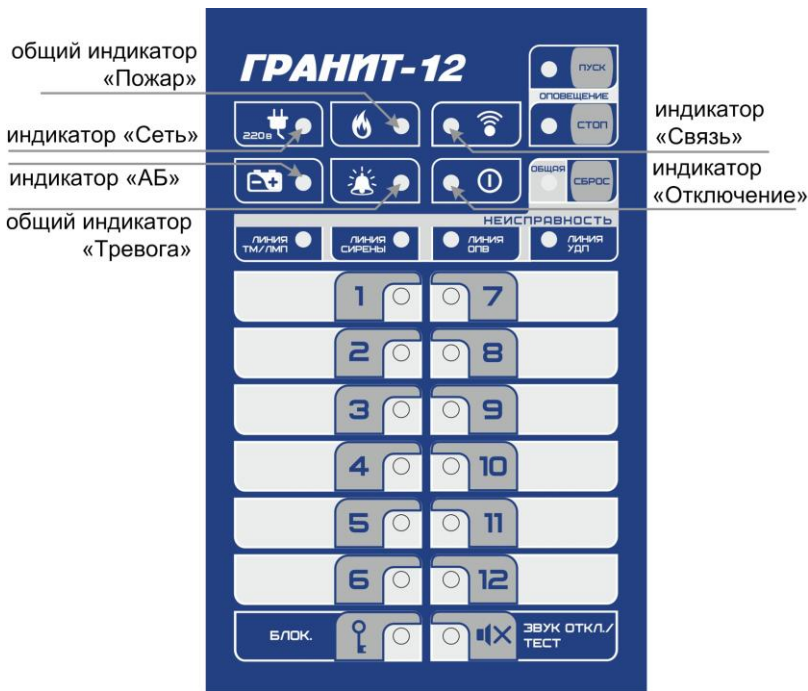 общий индикатор
«Пожар»
индикатор «Сеть»
индикатор «АБ»
общий индикатор
«Тревога»
ГРАНИТ-12
ПУСК
ОПОВЕЩЕНИЕ
СТОП
220В
ОБЩАЯ
СБРОС
НЕИСПРАВНОСТЬ
ЛИНИЯ
ТМ/ЛМП
ЛИНИЯ
СИРЕНЫ
ЛИНИЯ
ОПВ
ЛИНИЯ
УДП
1 7
2 8
3 9
4 10
5 11
6 12
БЛОК.
ЗВУК ОТКЛ./
ТЕСТ
индикатор
«Связь»
индикатор
«Отключение»